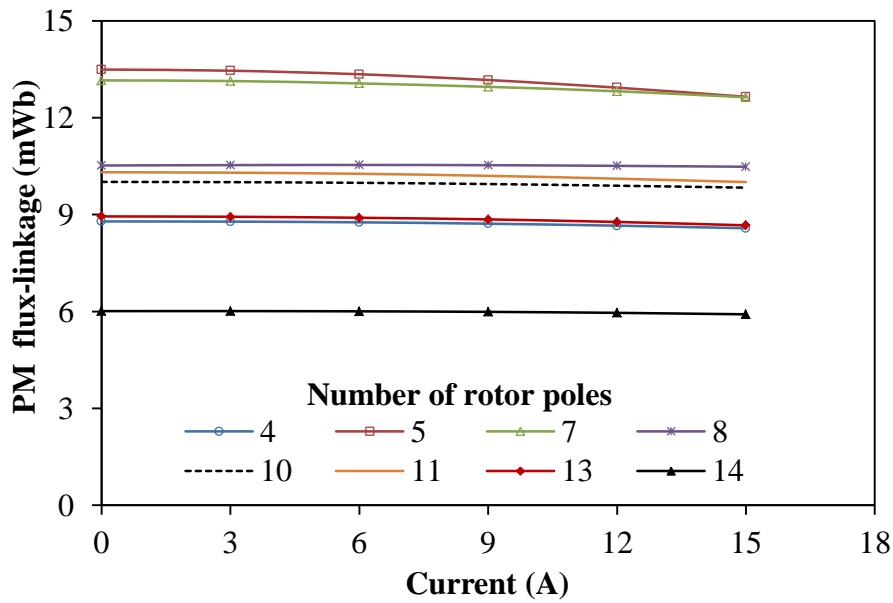 15
12
9
6
3
0
PM flux-linkage (mWb)
Number of rotor poles
4 5 7 8
10 11 13 14
0 3 6 9 12 15 18
Current (A)